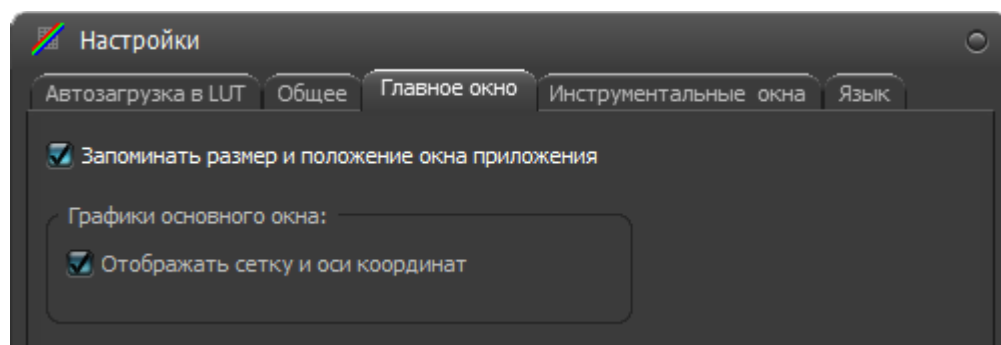 Настройки
Автозагрузка в LUT Общее Главное окно Инструментальные окна Язык
Запоминать размер и положение окна приложения
Графики основного окна:
Отображать сетку и оси координат